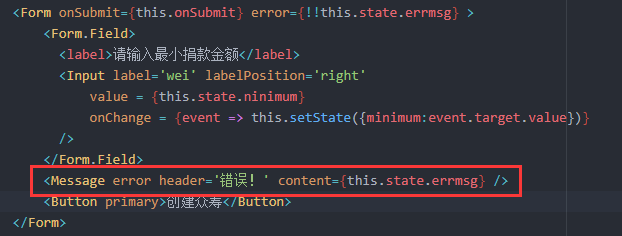 <Form onSubmit={this.onSubmit} error={!!this.state.errmsg} >
<Form.Field>
<label>请输入最小捐款金额</label>
<Input label='wei' labelPosition='right'
value = {this.state.ninimum}
onChange = {event => this.setState({minimum:event.target.value})}
/>
</Form.Field>
<Message error header='错误！' content={this.state.errmsg} />
<Button primary>创建众筹</Button>
</Form>